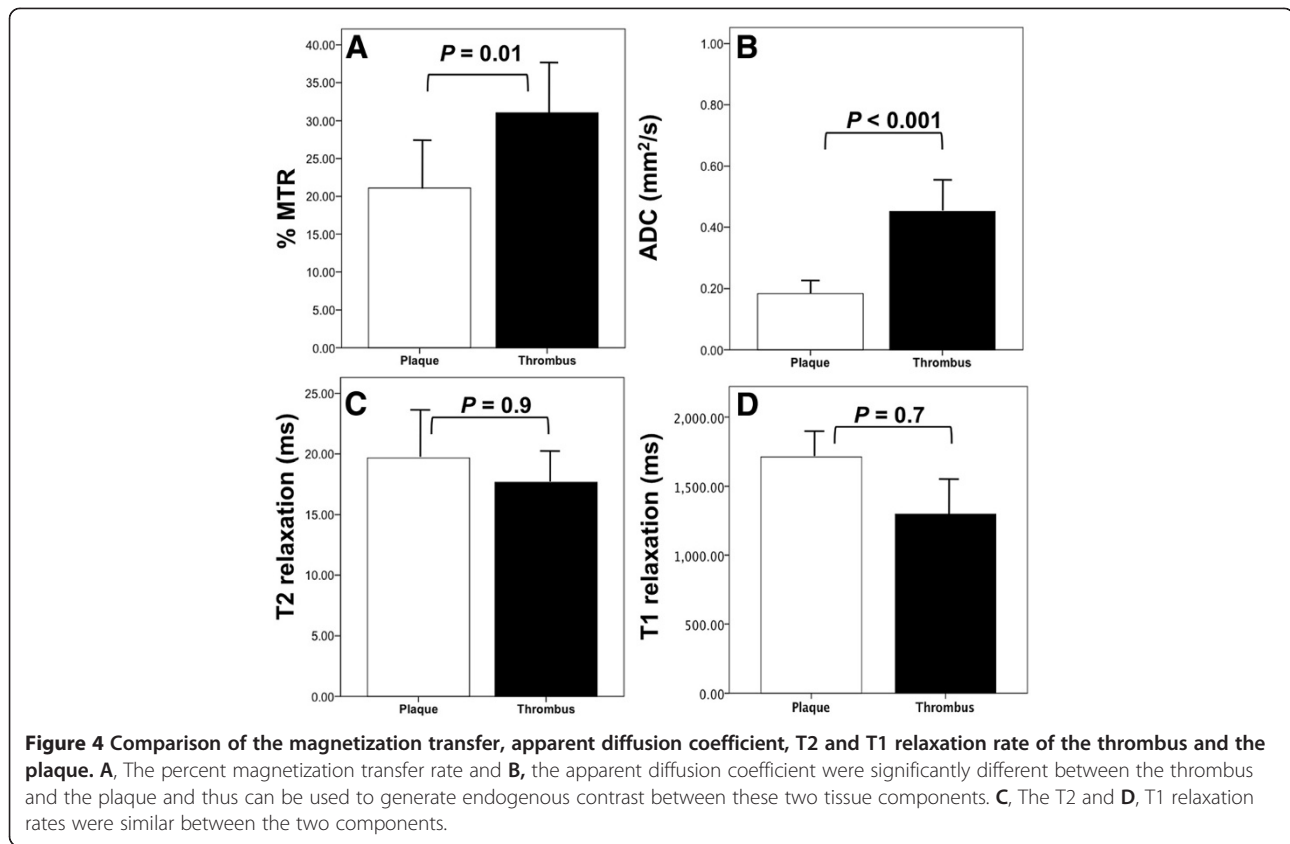 A
P = 0.01
% MTR
40.00
35.00
30.00
25.00
20.00
15.00
10.00
5.00
0.00
Plaque
Thrombus
B
P < 0.001
ADC (mm²/s)
1.00
0.80
0.60
0.40
0.20
0.00
Plaque
Thrombus
C
P = 0.9
T2 relaxation (ms)
25.00
20.00
15.00
10.00
5.00
0.00
Plaque
Thrombus
D
P = 0.7
T1 relaxation (ms)
2,000.00
1,500.00
1,000.00
500.00
0.00
Plaque
Thrombus
Figure 4 Comparison of the magnetization transfer, apparent diffusion coefficient, T2 and T1 relaxation rate of the thrombus and the
plaque. A, The percent magnetization transfer rate and B, the apparent diffusion coefficient were significantly different between the thrombus
and the plaque and thus can be used to generate endogenous contrast between these two tissue components. C, The T2 and D, T1 relaxation
rates were similar between the two components.